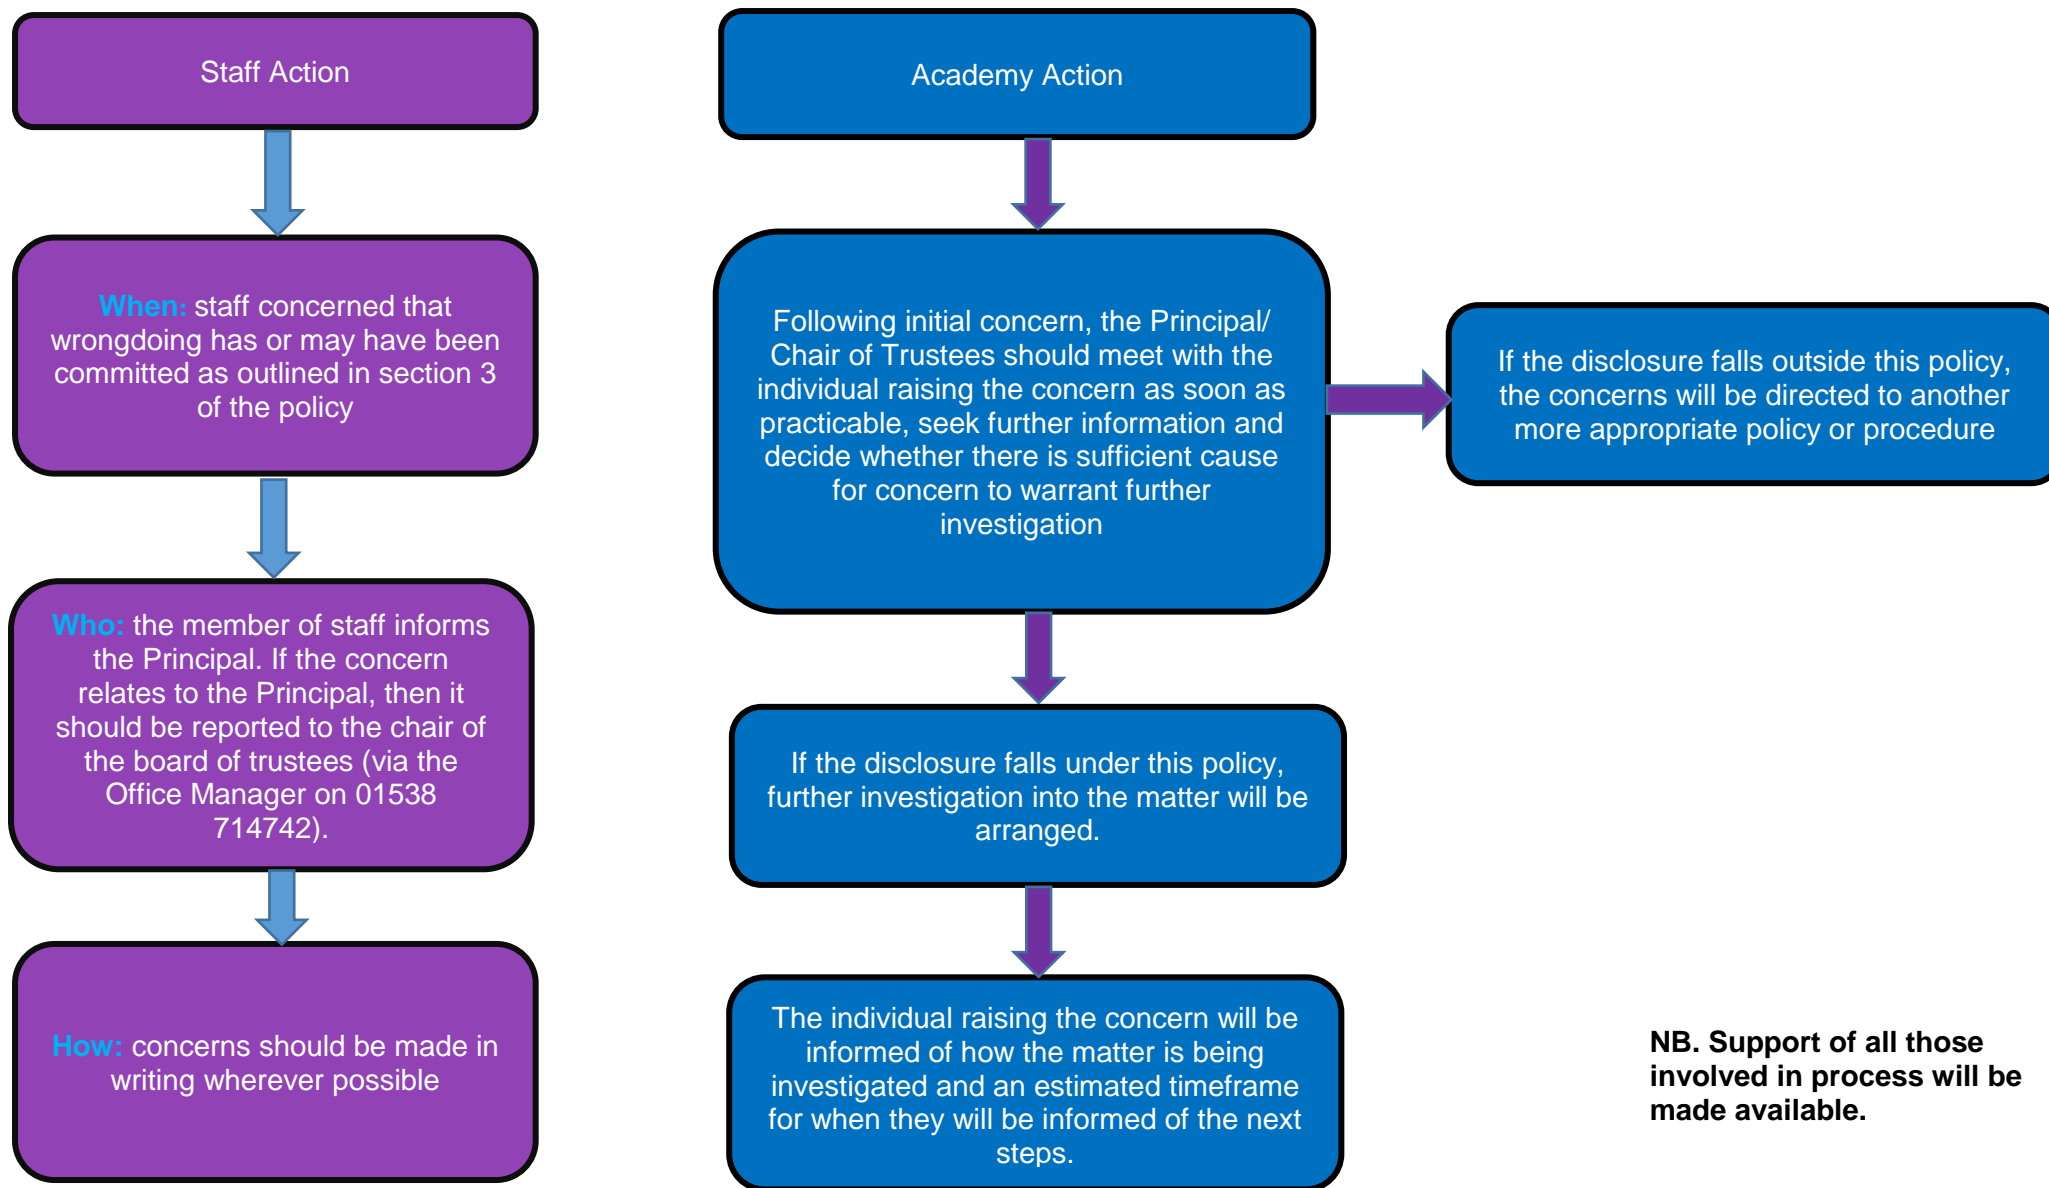 Staff Action
When: staff concerned that
wrongdoing has or may have been
committed as outlined in section 3
of the policy
Who: the member of staff informs
the Principal. If the concern
relates to the Principal, then it
should be reported to the chair of
the board of trustees (via the
Office Manager on 01538
714742).
How: concerns should be made in
writing wherever possible
Academy Action
Following initial concern, the Principal/
Chair of Trustees should meet with the
individual raising the concern as soon as
practicable, seek further information and
decide whether there is sufficient cause
for concern to warrant further
investigation
If the disclosure falls outside this policy,
the concerns will be directed to another
more appropriate policy or procedure
If the disclosure falls under this policy,
further investigation into the matter will be
arranged.
The individual raising the concern will be
informed of how the matter is being
investigated and an estimated timeframe
for when they will be informed of the next
steps.
NB. Support of all those
involved in process will be
made available.